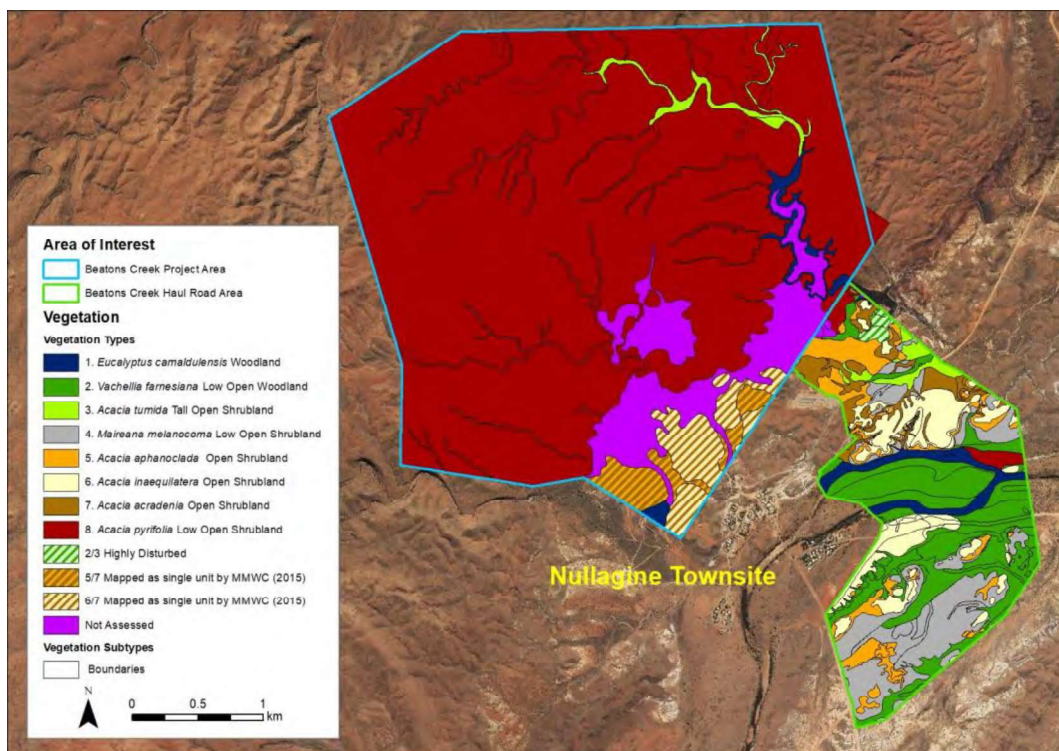 Area of Interest
Beatons Creek Project Area
Beatons Creek Haul Road Area
Vegetation
Vegetation Types
1. Eucalyptus camaldulensis Woodland
2. Vachellia farnesiana Low Open Woodland
3. Acacia tumida Tall Open Shrubland
4. Maireana melanocoma Low Open Shrubland
5. Acacia aphanoclada Open Shrubland
6. Acacia inaequilatera Open Shrubland
7. Acacia acradenia Open Shrubland
8. Acacia pyrifolia Low Open Shrubland
2/3 Highly Disturbed
5/7 Mapped as single unit by MMWC (2015)
6/7 Mapped as single unit by MMWC (2015)
Not Assessed
Vegetation Subtypes
Boundaries
N
0 0.5 1
km
Nullagine Townsite